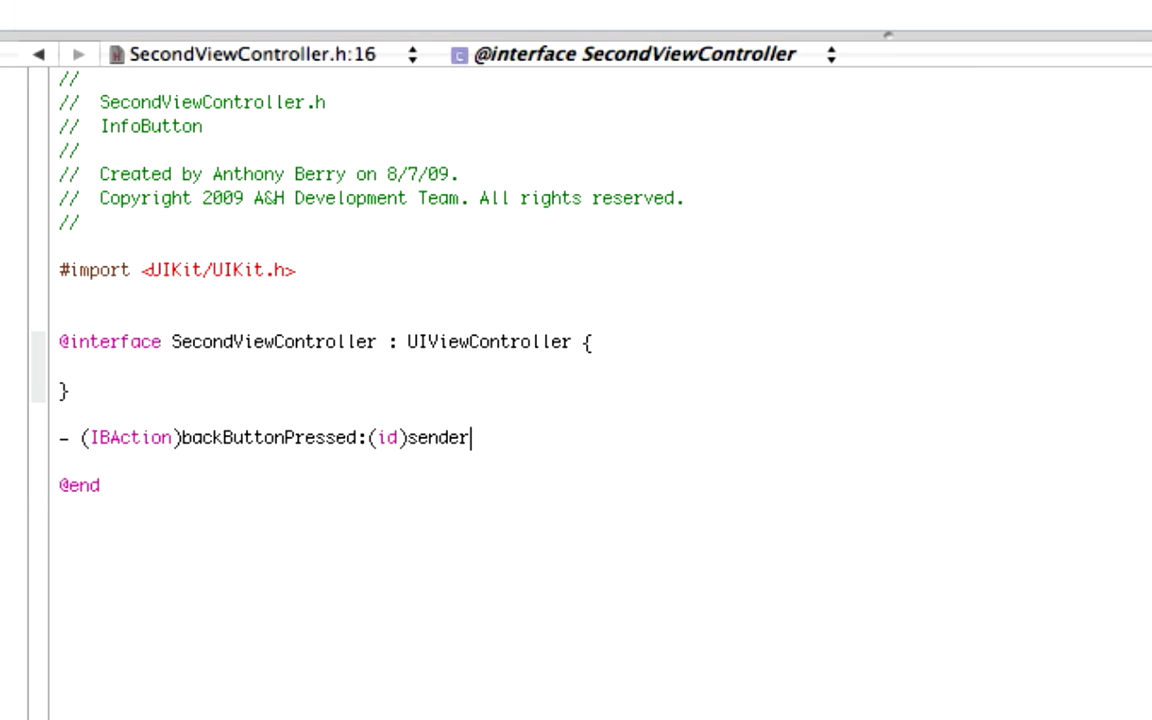 SecondViewController.h:16 @interface SecondViewController
//
// SecondViewController.h
// InfoButton
//
// Created by Anthony Berry on 8/7/09.
// Copyright 2009 A&H Development Team. All rights reserved.
//
#import <UIKit/UIKit.h>
@interface SecondViewController : UIViewController {
}
- (IBAction)backButtonPressed:(id)sender
@end